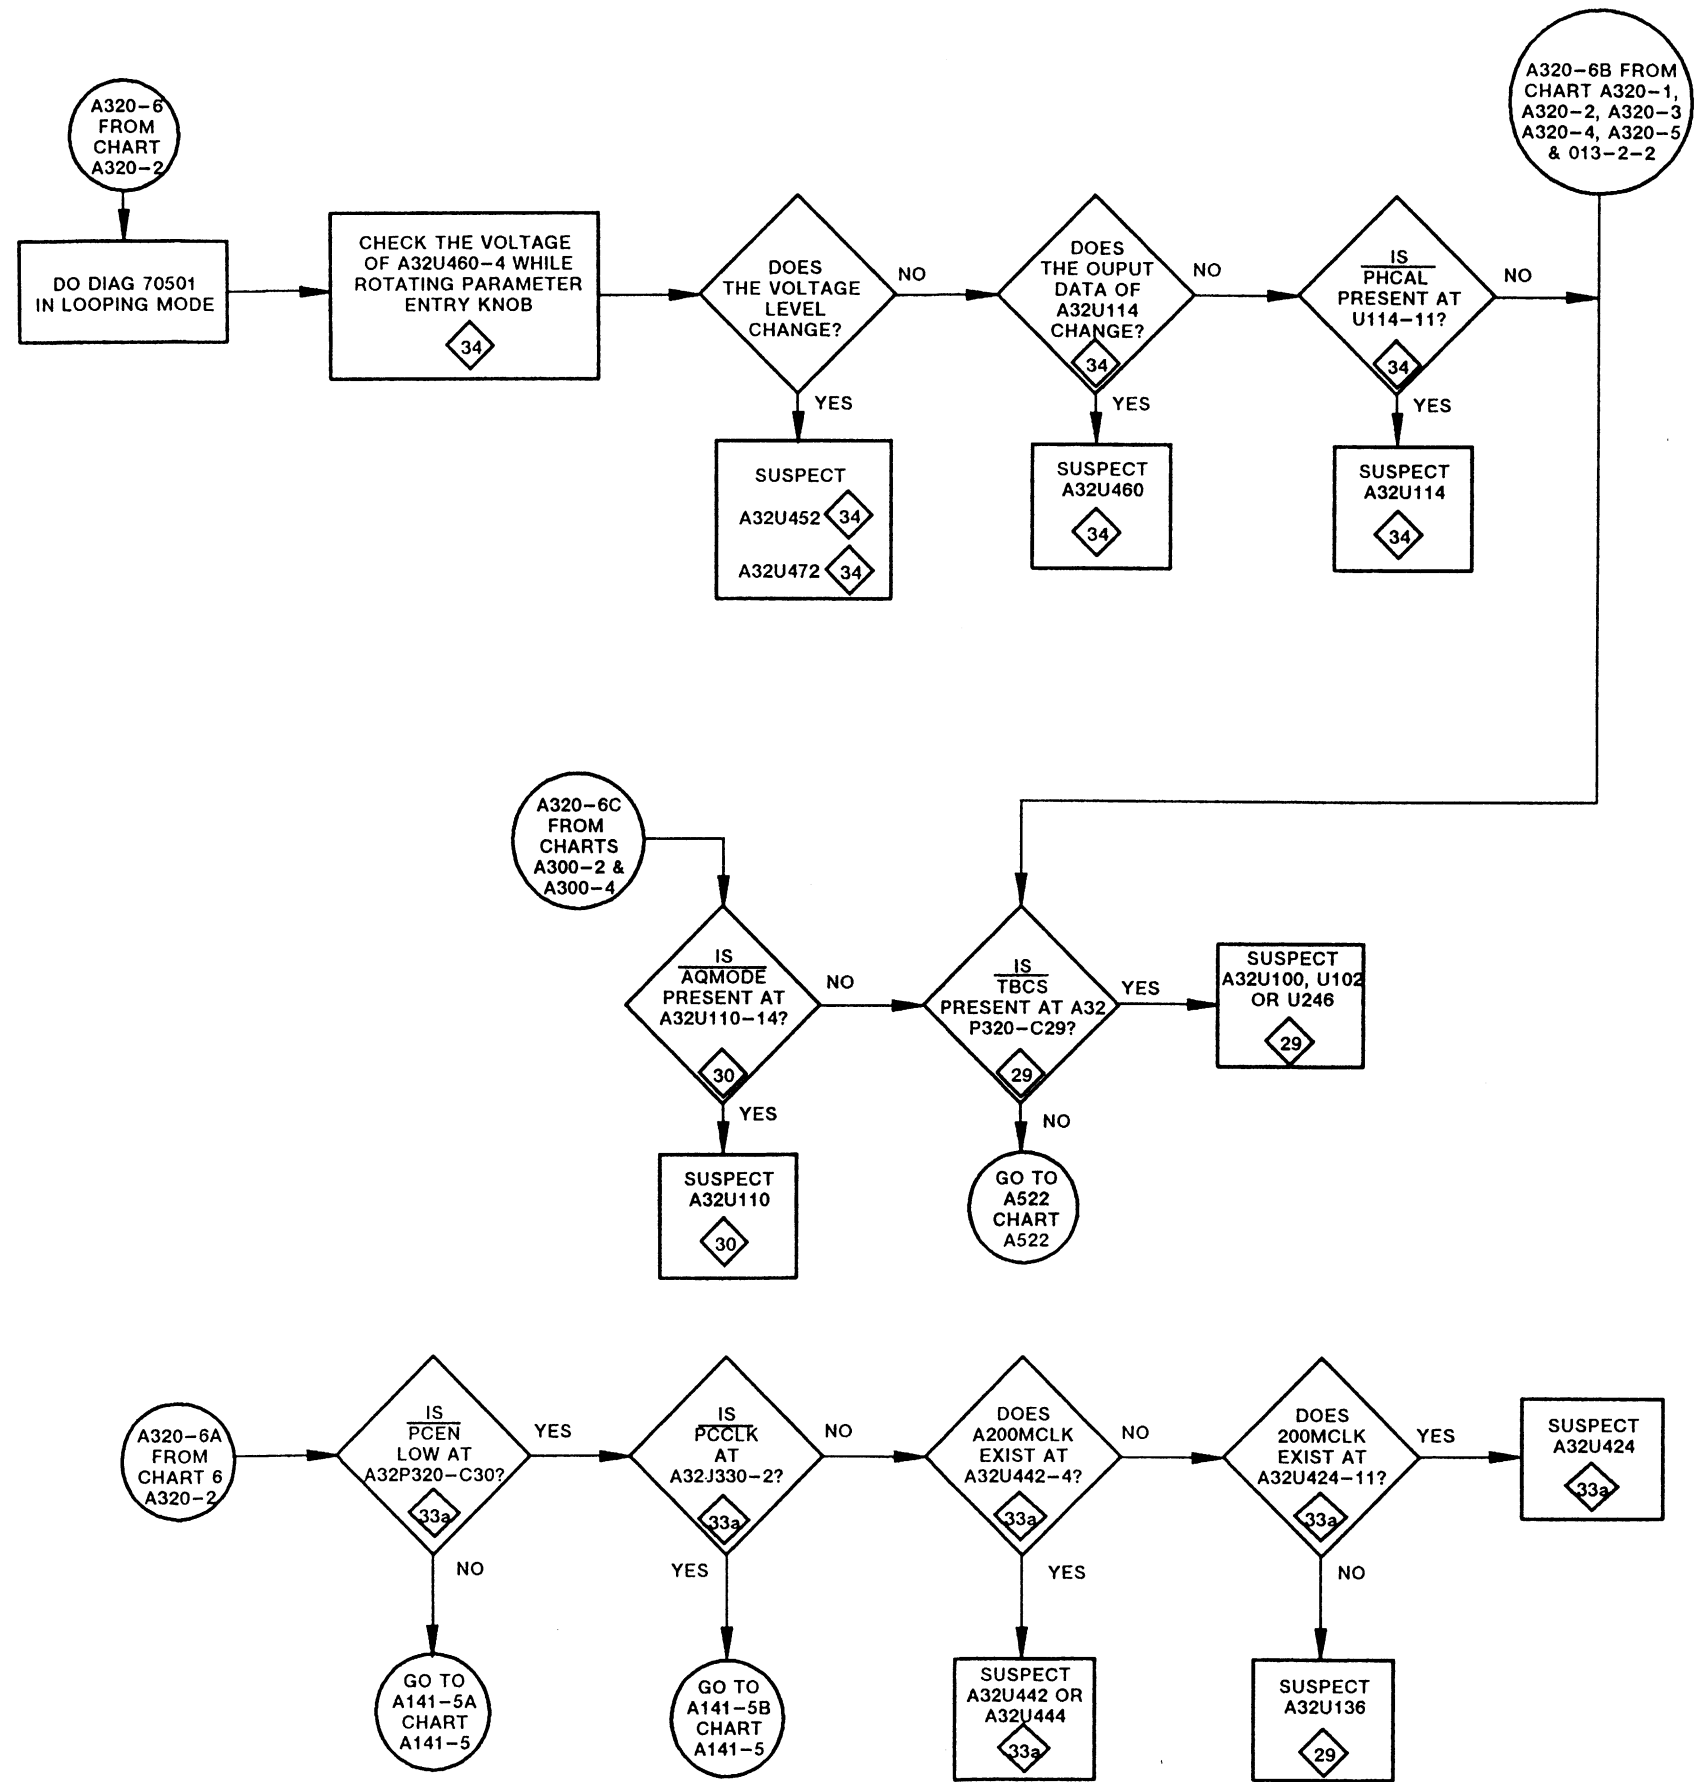 A320-6
FROM
CHART
A320-2
A320-6B FROM
CHART A320-1,
A320-2, A320-3
A320-4, A320-5
& 013-2-2
DO DIAG 70501
IN LOOPING MODE
CHECK THE VOLTAGE
OF A32U460-4 WHILE
ROTATING PARAMETER
ENTRY KNOB
34
DOES
THE VOLTAGE
LEVEL
CHANGE?
NO
YES
DOES
THE OUPUT
DATA OF
A32U114
CHANGE?
34
NO
YES
IS
PHCAL
PRESENT AT
U114-11?
34
NO
YES
SUSPECT
A32U452 34
A32U472 34
SUSPECT
A32U460
34
SUSPECT
A32U114
34
A320-6C
FROM
CHARTS
A300-2 &
A300-4
IS
AQMODE
PRESENT AT
A32U110-14?
30
NO
YES
IS
TBCS
PRESENT AT A32
P320-C29?
29
YES
NO
SUSPECT
A32U100, U102
OR U246
29
SUSPECT
A32U110
30
GO TO
A522
CHART
A522
A320-6A
FROM
CHART 6
A320-2
IS
PCEN
LOW AT
A32P320-C30?
33a
YES
NO
IS
PCCLK
AT
A32J330-2?
33a
NO
YES
DOES
A200MCLK
EXIST AT
A32U442-4?
33a
NO
YES
DOES
200MCLK
EXIST AT
A32U424-11?
33a
YES
NO
SUSPECT
A32U424
33a
GO TO
A141-5A
CHART
A141-5
GO TO
A141-5B
CHART
A141-5
SUSPECT
A32U442 OR
A32U444
33a
SUSPECT
A32U136
29